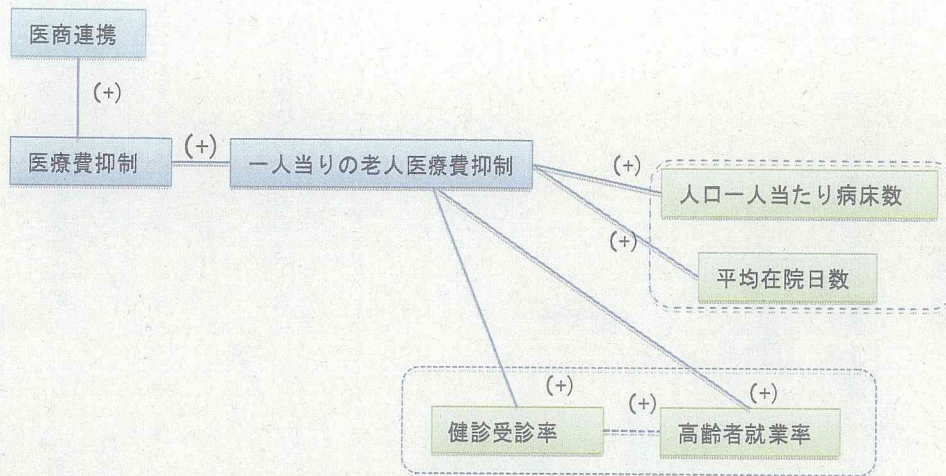 医商連携
(+)
医療費抑制
(+)
一人当りの老人医療費抑制
(+)
人口一人当たり病床数
(+)
平均在院日数
(+)
(+)
(+)
健診受診率
高齢者就業率